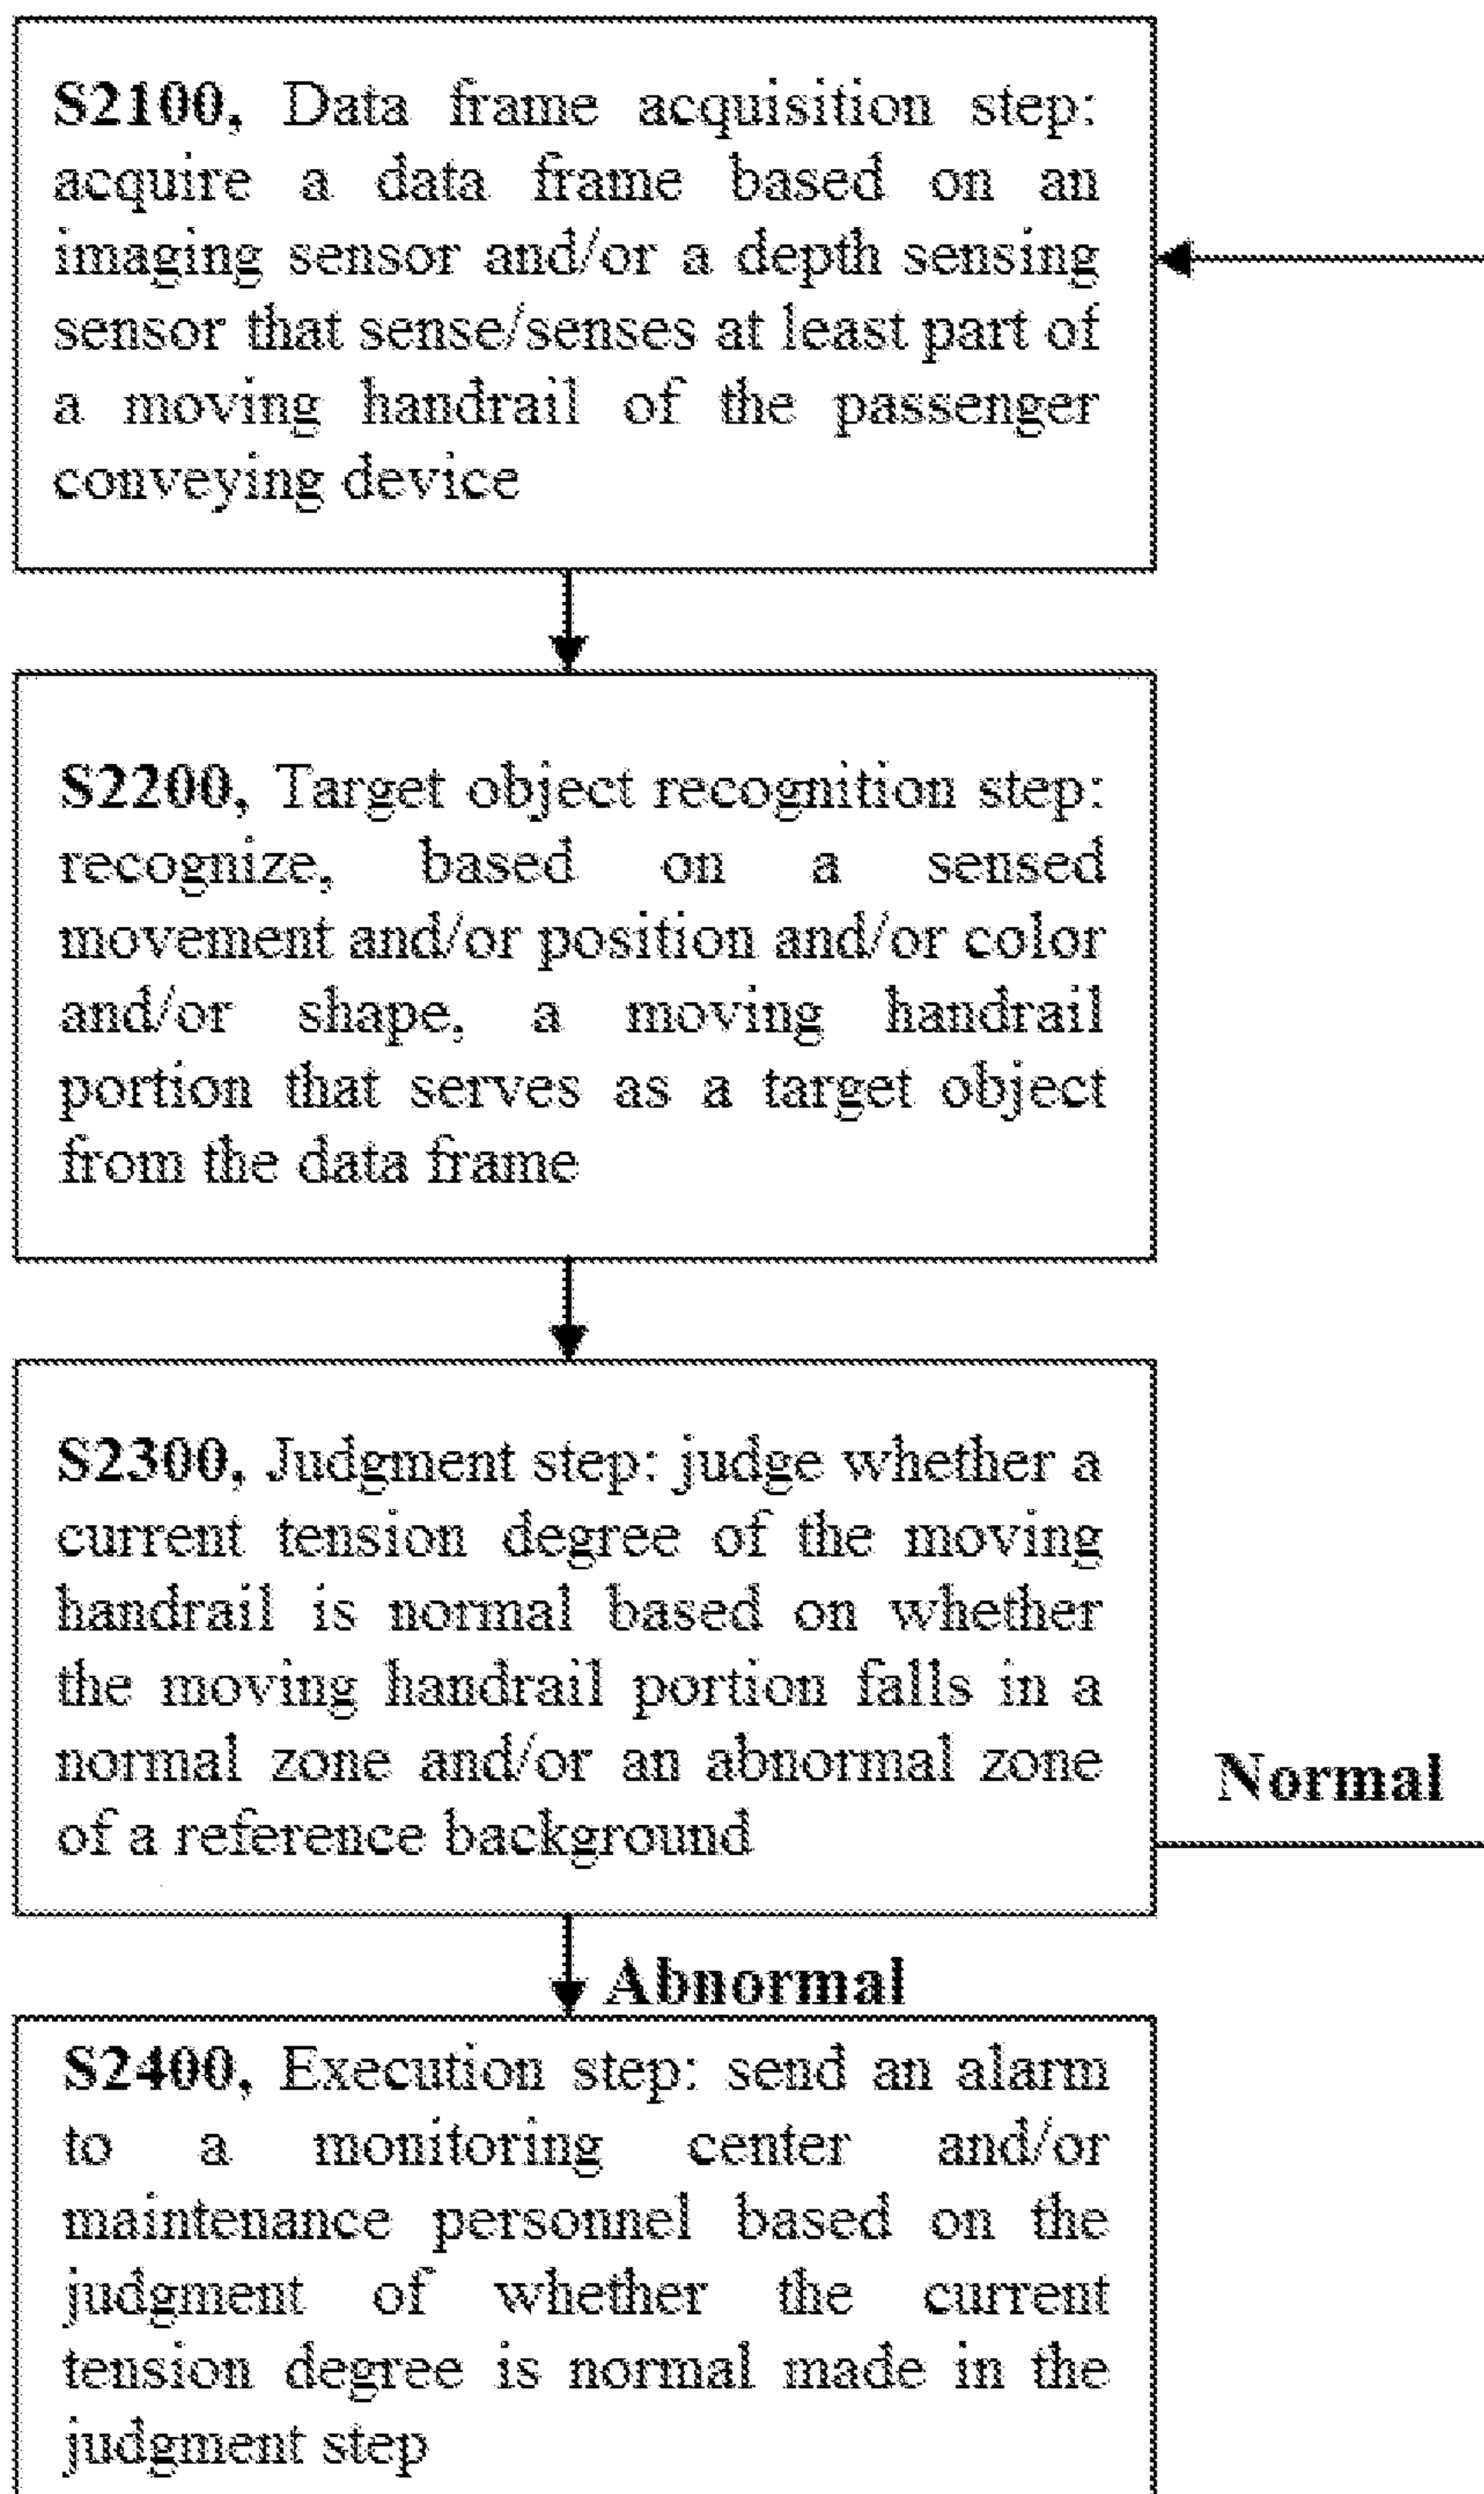 S2100, Data frame acquisition step:
acquire a data frame based on an
imaging sensor and/or a depth sensing
sensor that sense/senses at least part of
a moving handrail of the passenger
conveying device
S2200, Target object recognition step:
recognize, based on a sensed
movement and/or position and/or color
and/or shape, a moving handrail
portion that serves as a target object
from the data frame
S2300, Judgment step: judge whether a
current tension degree of the moving
handrail is normal based on whether
the moving handrail portion falls in a
normal zone and/or an abnormal zone
of a reference background
Normal
Abnormal
S2400, Execution step: send an alarm
to a monitoring center and/or
maintenance personnel based on the
judgment of whether the current
tension degree is normal made in the
judgment step